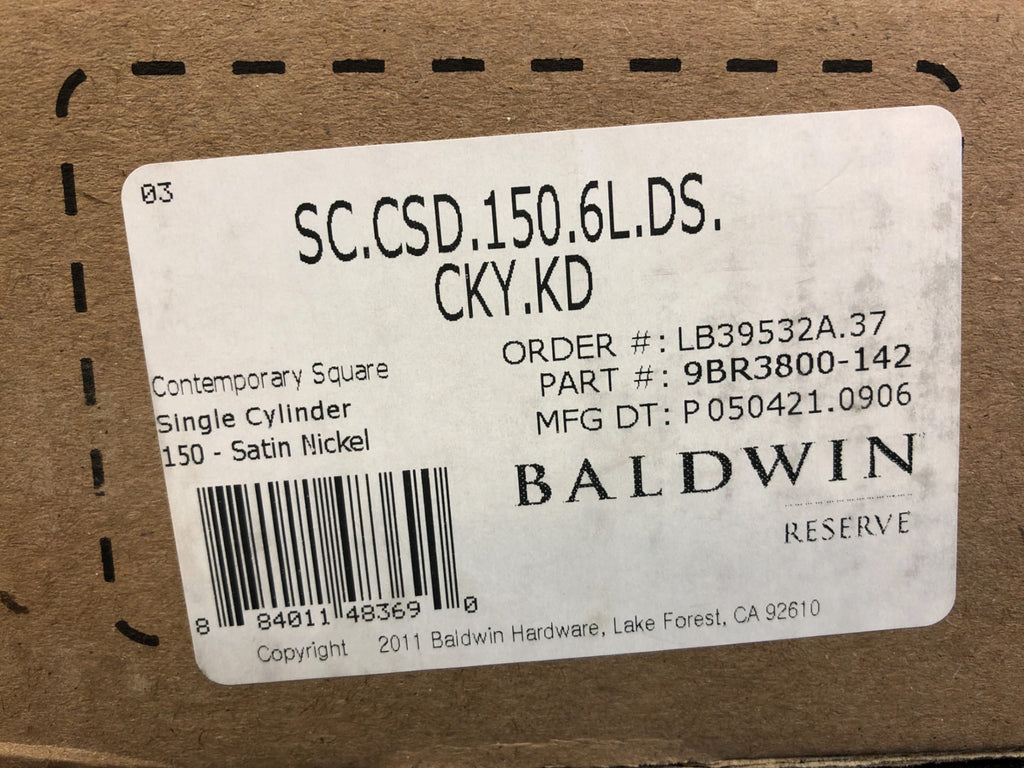 03
SC.CSD.150.6L.DS.
CKY.KD
ORDER #: LB39532A.37
PART #: 9BR3800-142
MFG DT: P050421.0906
Contemporary Square
Single Cylinder
150 - Satin Nickel
BALDWIN
RESERVE
8 84011 48369 0
Copyright 2011 Baldwin Hardware, Lake Forest, CA 92610